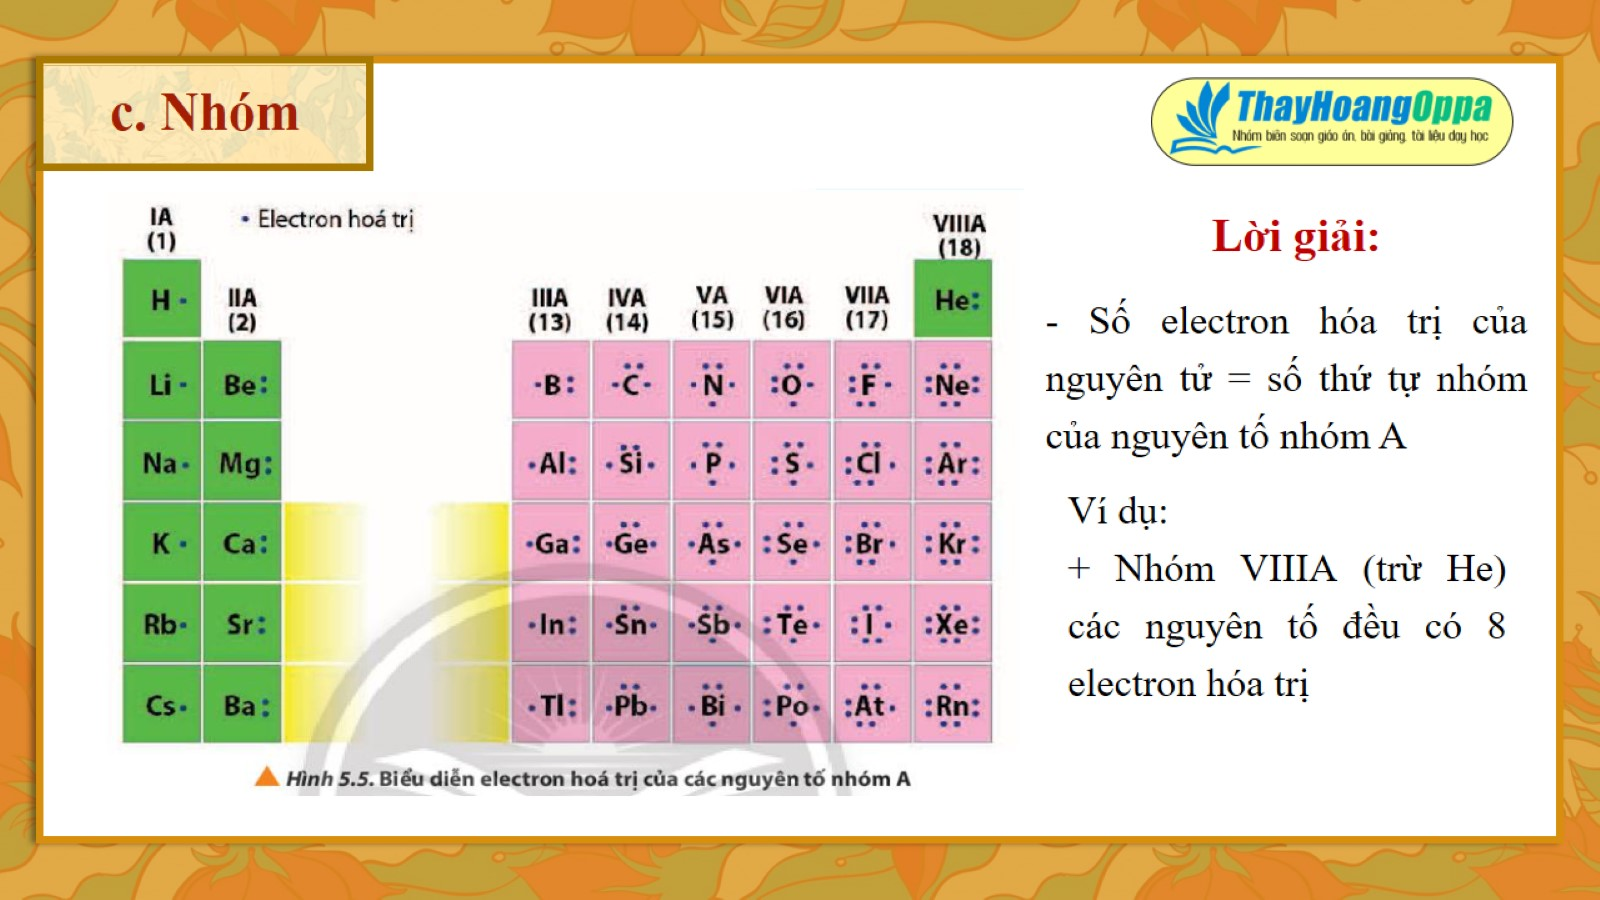 c. Nhóm
ThayHoangOppa
Nhóm biên soạn giáo án, bài giảng, tài liệu dạy học
IA
(1)
• Electron hoá trị
VIIIA
(18)
IIA
(2)
IIIA
(13)
IVA
(14)
VA
(15)
VIA
(16)
VIIA
(17)
H He
Li Be B C N O F Ne
Na Mg Al Si P S Cl Ar
K Ca Ga Ge As Se Br Kr
Rb Sr In Sn Sb Te I Xe
Cs Ba Tl Pb Bi Po At Rn
Hình 5.5. Biểu diễn electron hoá trị của các nguyên tố nhóm A
Lời giải:
- Số electron hóa trị của
nguyên tử = số thứ tự nhóm
của nguyên tố nhóm A
Ví dụ:
+ Nhóm VIIIA (trừ He)
các nguyên tố đều có 8
electron hóa trị